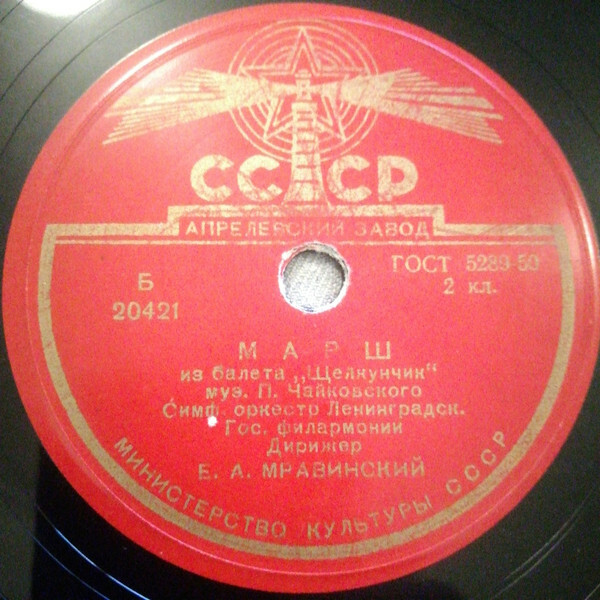 СССР
АПРЕЛЕВСКИЙ ЗАВОД
Б
20421
ГОСТ 5289-50
2 кл.
МАРШ
из балета „Щелкунчик"
муз. П. Чайковского
Симф. оркестр Ленинградск.
Гос. филармонии
Дирижер
Е. А. МРАВИНСКИЙ
МИНИСТЕРСТВО КУЛЬТУРЫ СССР